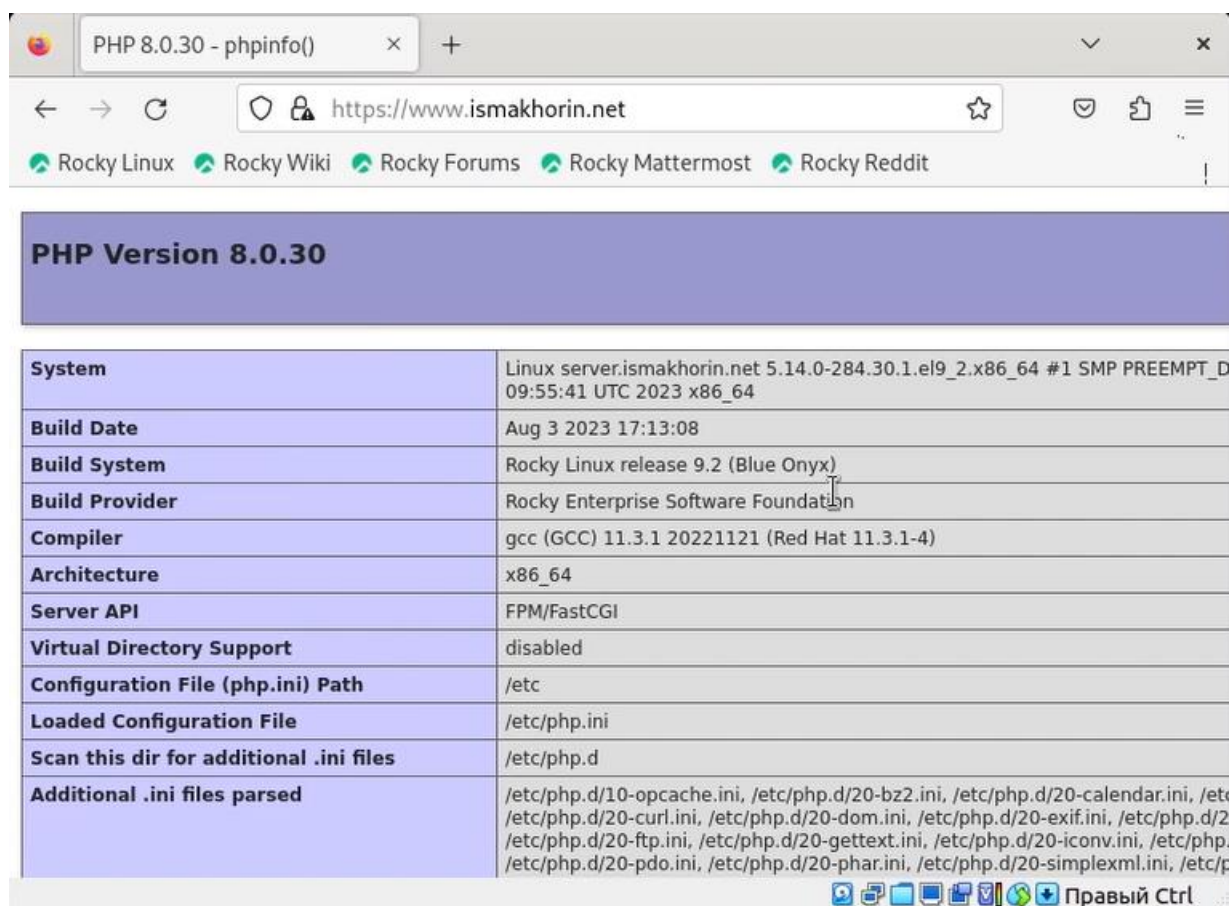 PHP 8.0.30 - phpinfo()
https://www.ismakhorin.net
Rocky Linux Rocky Wiki Rocky Forums Rocky Mattermost Rocky Reddit
PHP Version 8.0.30
System Linux server.ismakhorin.net 5.14.0-284.30.1.el9_2.x86_64 #1 SMP PREEMPT_D
09:55:41 UTC 2023 x86_64
Build Date Aug 3 2023 17:13:08
Build System Rocky Linux release 9.2 (Blue Onyx)
Build Provider Rocky Enterprise Software Foundation
Compiler gcc (GCC) 11.3.1 20221121 (Red Hat 11.3.1-4)
Architecture x86_64
Server API FPM/FastCGI
Virtual Directory Support disabled
Configuration File (php.ini) Path /etc
Loaded Configuration File /etc/php.ini
Scan this dir for additional .ini files /etc/php.d
Additional .ini files parsed /etc/php.d/10-opcache.ini, /etc/php.d/20-bz2.ini, /etc/php.d/20-calendar.ini, /etc
/etc/php.d/20-curl.ini, /etc/php.d/20-dom.ini, /etc/php.d/20-exif.ini, /etc/php.d/2
/etc/php.d/20-ftp.ini, /etc/php.d/20-gettext.ini, /etc/php.d/20-iconv.ini, /etc/php.
/etc/php.d/20-pdo.ini, /etc/php.d/20-phar.ini, /etc/php.d/20-simplexml.ini, /etc/p
Правый Ctrl